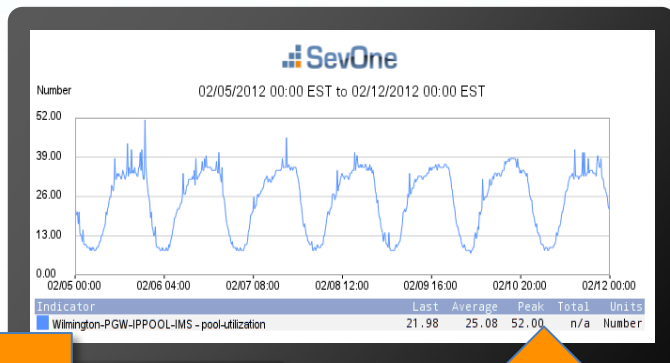 SevOne
Number 02/05/2012 00:00 EST to 02/12/2012 00:00 EST
52.00
39.00
26.00
13.00
0.00
02/05 00:00 02/06 04:00 02/07 08:00 02/08 12:00 02/09 16:00 02/10 20:00 02/12 00:00
Indicator Last Average Peak Total Units
Wilmington-PGW-IPPOOL-IMS - pool-utilization 21.98 25.08 52.00 n/a Number